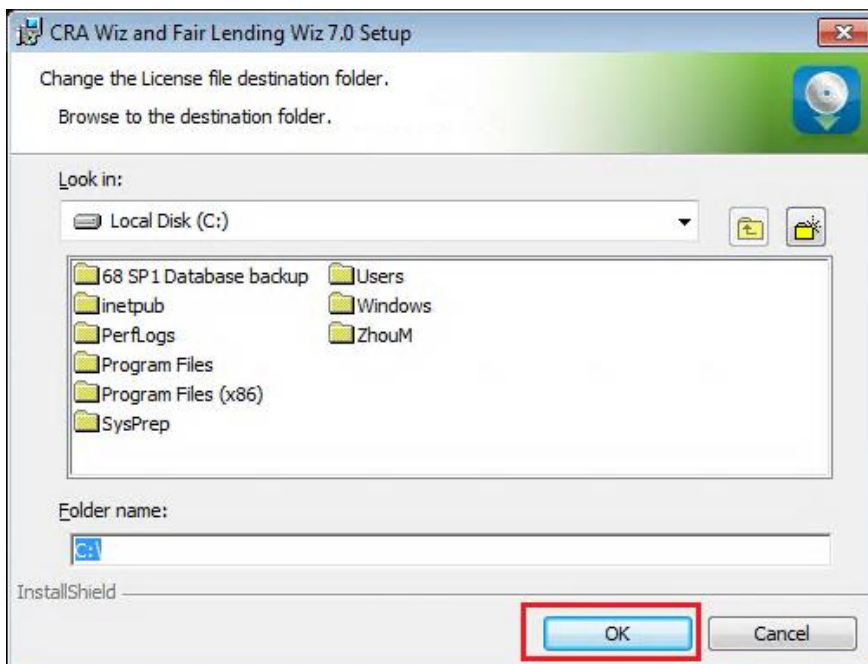 CRA Wiz and Fair Lending Wiz 7.0 Setup
Change the License file destination folder.
Browse to the destination folder.
Look in:
Local Disk (C:)
68 SP1 Database backup
inetpub
PerfLogs
Program Files
Program Files (x86)
SysPrep
Users
Windows
ZhouM
Folder name:
C:\
InstallShield
OK Cancel